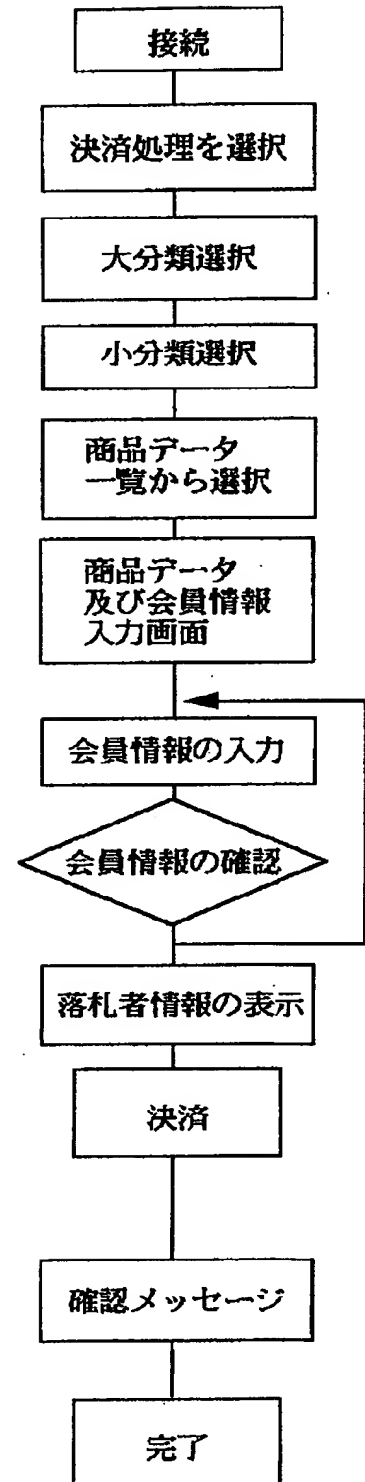 接続
決済処理を選択
大分類選択
小分類選択
商品データ
一覧から選択
商品データ
及び会員情報
入力画面
会員情報の入力
会員情報の確認
落札者情報の表示
決済
確認メッセージ
完了